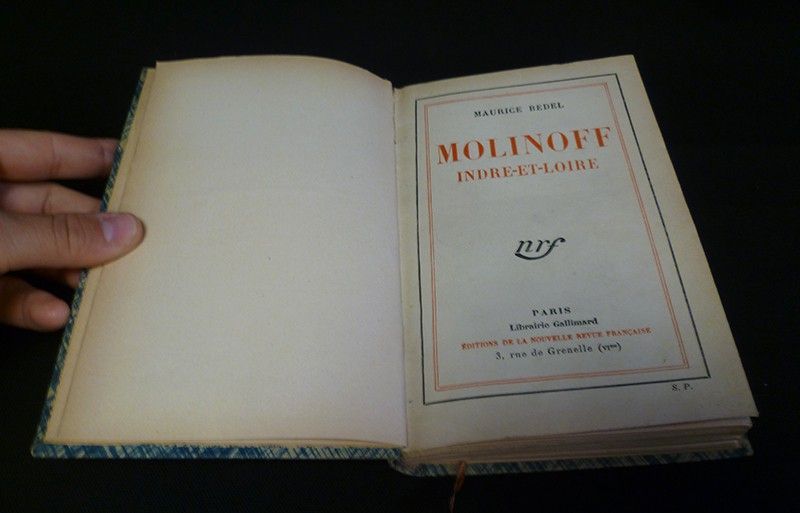 MAURICE BEDEL
MOLINOFF
INDRE-ET-LOIRE
nrf
PARIS
Librairie Gallimard
ÉDITIONS DE LA NOUVELLE REVUE FRANÇAISE
3, rue de Grenelle (VIme)
S. P.